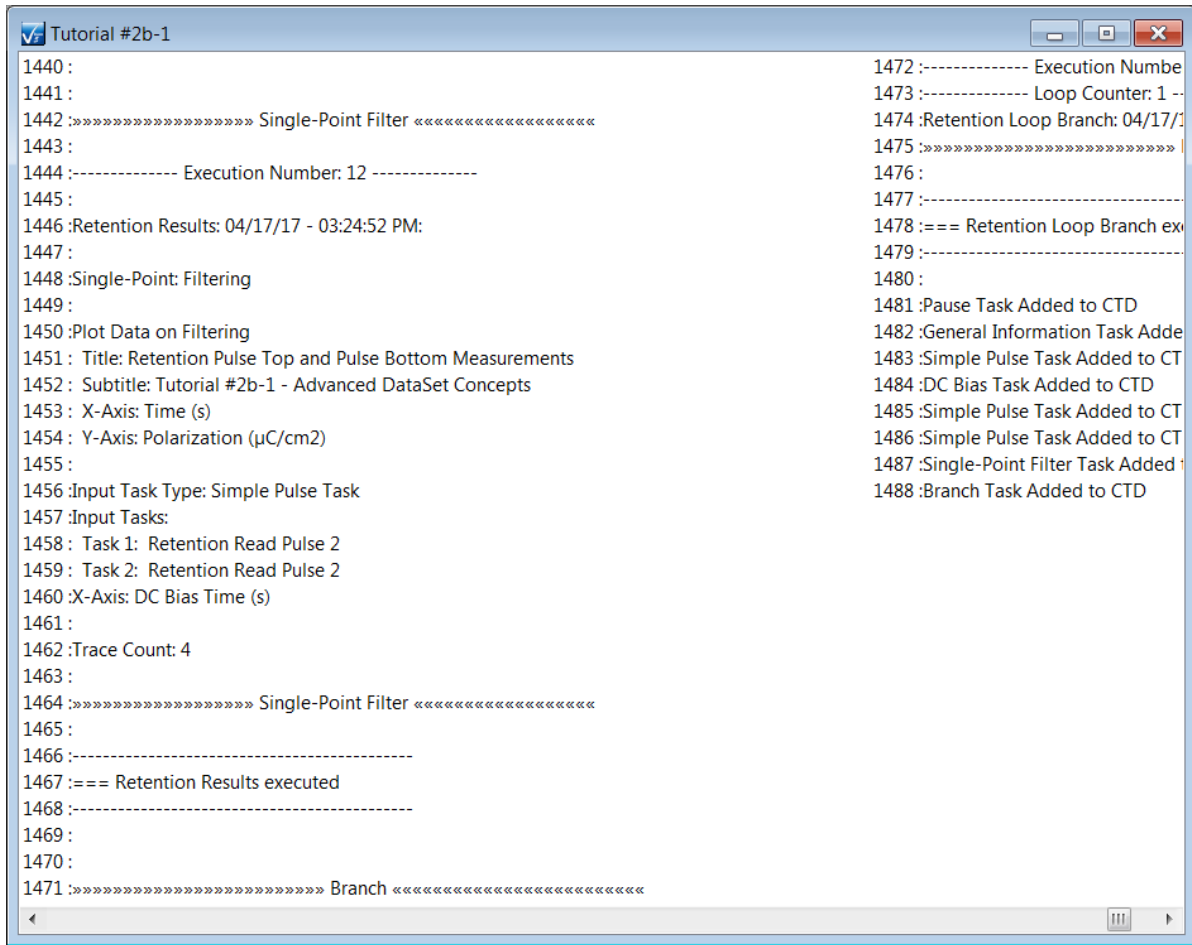 Tutorial #2b-1
1440 :
1441 :
1442 :»»»»»»»»»»»»»»»»»» Single-Point Filter ««««««««««««««««««
1443 :
1444 :-------------- Execution Number: 12 --------------
1445 :
1446 :Retention Results: 04/17/17 - 03:24:52 PM:
1447 :
1448 :Single-Point: Filtering
1449 :
1450 :Plot Data on Filtering
1451 :  Title: Retention Pulse Top and Pulse Bottom Measurements
1452 :  Subtitle: Tutorial #2b-1 - Advanced DataSet Concepts
1453 :  X-Axis: Time (s)
1454 :  Y-Axis: Polarization (µC/cm2)
1455 :
1456 :Input Task Type: Simple Pulse Task
1457 :Input Tasks:
1458 :  Task 1:  Retention Read Pulse 2
1459 :  Task 2:  Retention Read Pulse 2
1460 :X-Axis: DC Bias Time (s)
1461 :
1462 :Trace Count: 4
1463 :
1464 :»»»»»»»»»»»»»»»»»» Single-Point Filter ««««««««««««««««««
1465 :
1466 :---------------------------------------------
1467 :=== Retention Results executed
1468 :---------------------------------------------
1469 :
1470 :
1471 :»»»»»»»»»»»»»»»»»»»»»»»»» Branch «««««««««««««««««««««««««
1472 :-------------- Execution Numbe
1473 :-------------- Loop Counter: 1 --
1474 :Retention Loop Branch: 04/17/1
1475 :»»»»»»»»»»»»»»»»»»»»»»»»»
1476 :
1477 :-----------------------------------
1478 :=== Retention Loop Branch ex
1479 :-----------------------------------
1480 :
1481 :Pause Task Added to CTD
1482 :General Information Task Adde
1483 :Simple Pulse Task Added to CT
1484 :DC Bias Task Added to CTD
1485 :Simple Pulse Task Added to CT
1486 :Simple Pulse Task Added to CT
1487 :Single-Point Filter Task Added
1488 :Branch Task Added to CTD